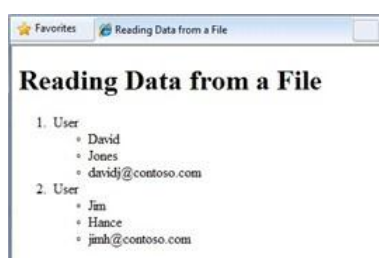 Favorites Reading Data from a File
Reading Data from a File
1. User
David
Jones
davidj@contoso.com
2. User
Jim
Hance
jimh@contoso.com